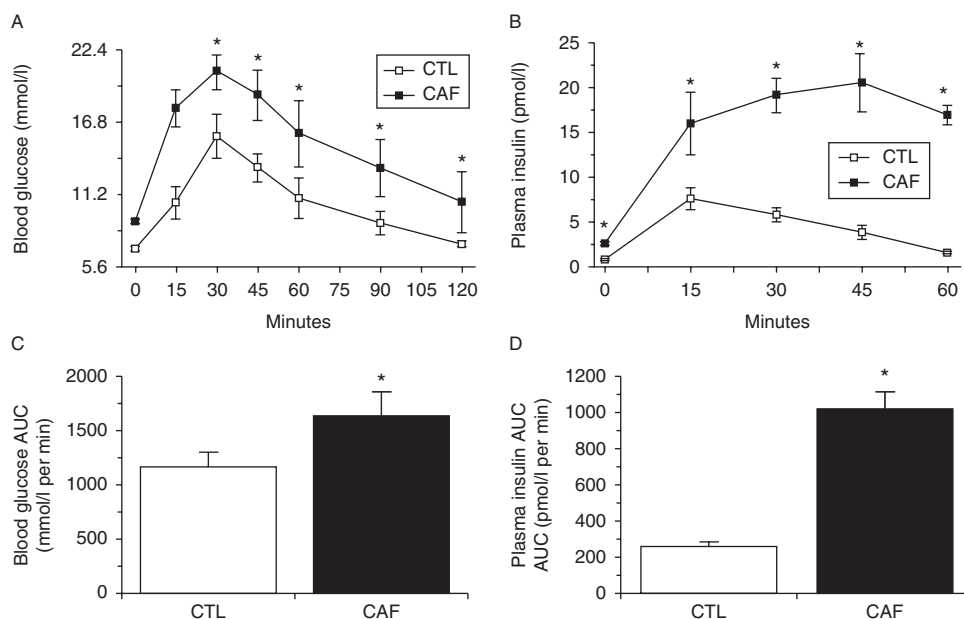 A
Blood glucose (mmol/l)
22.4
16.8
11.2
5.6
* * * * * *
CTL
CAF
0 15 30 45 60 75 90 105 120
Minutes
B
Plasma insulin (pmol/l)
25
20
15
10
5
0
* * * * *
CTL
CAF
0 15 30 45 60
Minutes
C
Blood glucose AUC
(mmol/l per min)
2000
1500
1000
500
0
*
CTL CAF
D
Plasma insulin AUC
AUC (pmol/l per min)
1200
1000
800
600
400
200
0
*
CTL CAF